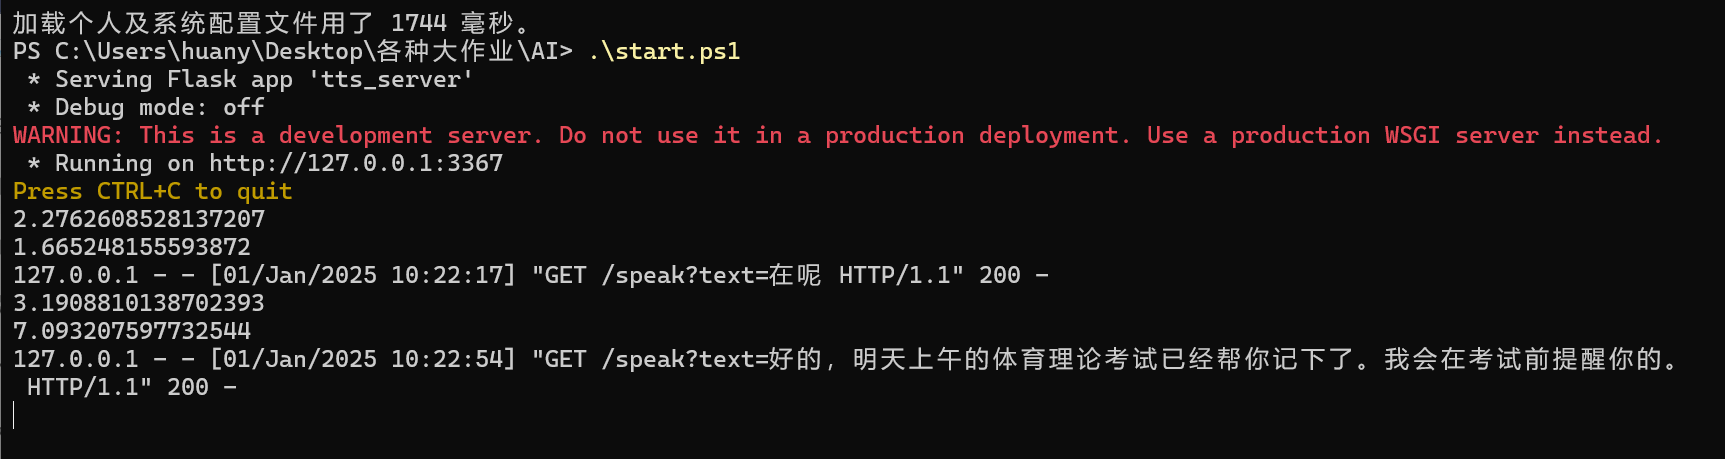 加载个人及系统配置文件用了 1744 毫秒。
PS C:\Users\huany\Desktop\各种大作业\AI> .\start.ps1
 * Serving Flask app 'tts_server'
 * Debug mode: off
WARNING: This is a development server. Do not use it in a production deployment. Use a production WSGI server instead.
 * Running on http://127.0.0.1:3367
Press CTRL+C to quit
2.2762608528137207
1.665248155593872
127.0.0.1 - - [01/Jan/2025 10:22:17] "GET /speak?text=在呢 HTTP/1.1" 200 -
3.1908810138702393
7.093207597732544
127.0.0.1 - - [01/Jan/2025 10:22:54] "GET /speak?text=好的，明天上午的体育理论考试已经帮你记下了。我会在考试前提醒你的。
 HTTP/1.1" 200 -